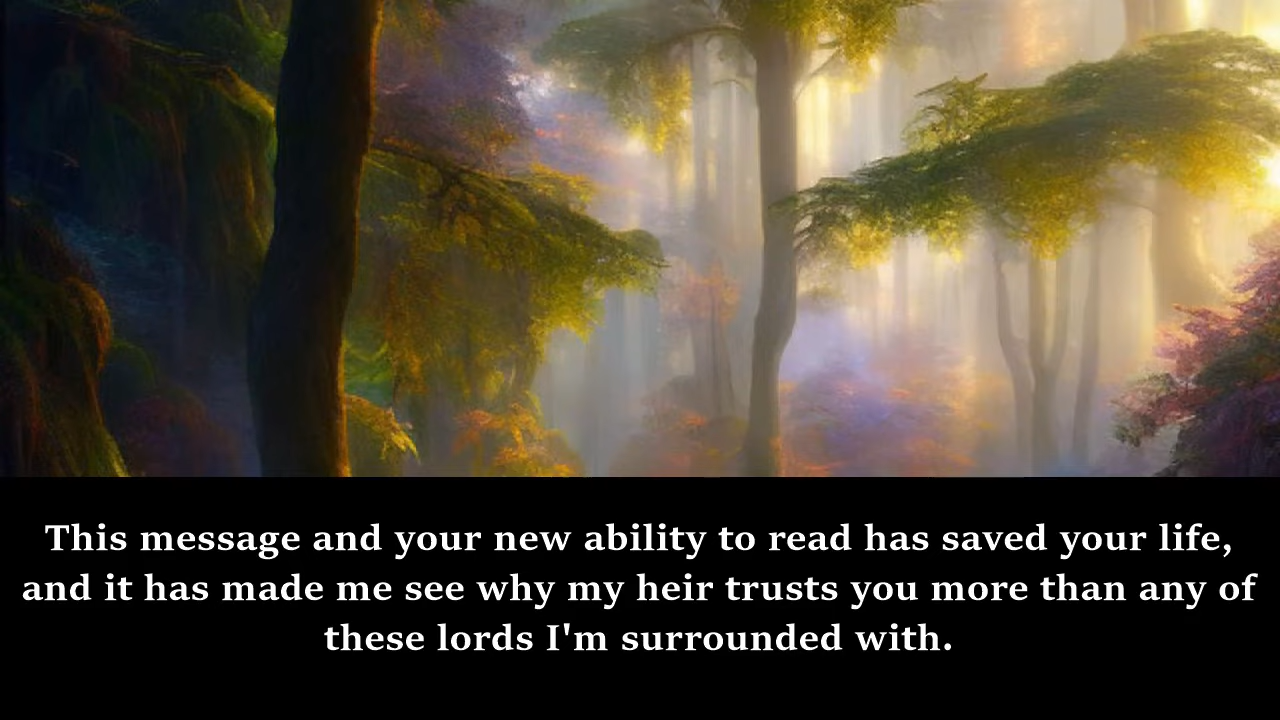 This message and your new ability to read has saved your life,
and it has made me see why my heir trusts you more than any of
these lords I'm surrounded with.